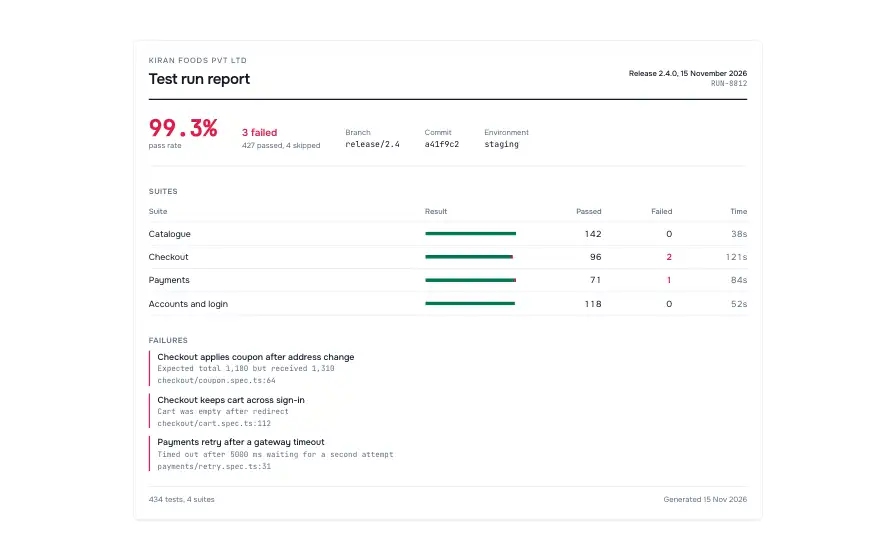 KIRAN FOODS PVT LTD
Test run report
Release 2.4.0, 15 November 2026
RUN-8812
99.3%
pass rate
3 failed
427 passed, 4 skipped
Branch
release/2.4
Commit
a41f9c2
Environment
staging
SUITES
Suite Result Passed Failed Time
Catalogue 142 0 38s
Checkout 96 2 121s
Payments 71 1 84s
Accounts and login 118 0 52s
FAILURES
Checkout applies coupon after address change
Expected total 1,180 but received 1,310
checkout/coupon.spec.ts:64
Checkout keeps cart across sign-in
Cart was empty after redirect
checkout/cart.spec.ts:112
Payments retry after a gateway timeout
Timed out after 5000 ms waiting for a second attempt
payments/retry.spec.ts:31
434 tests, 4 suites
Generated 15 Nov 2026